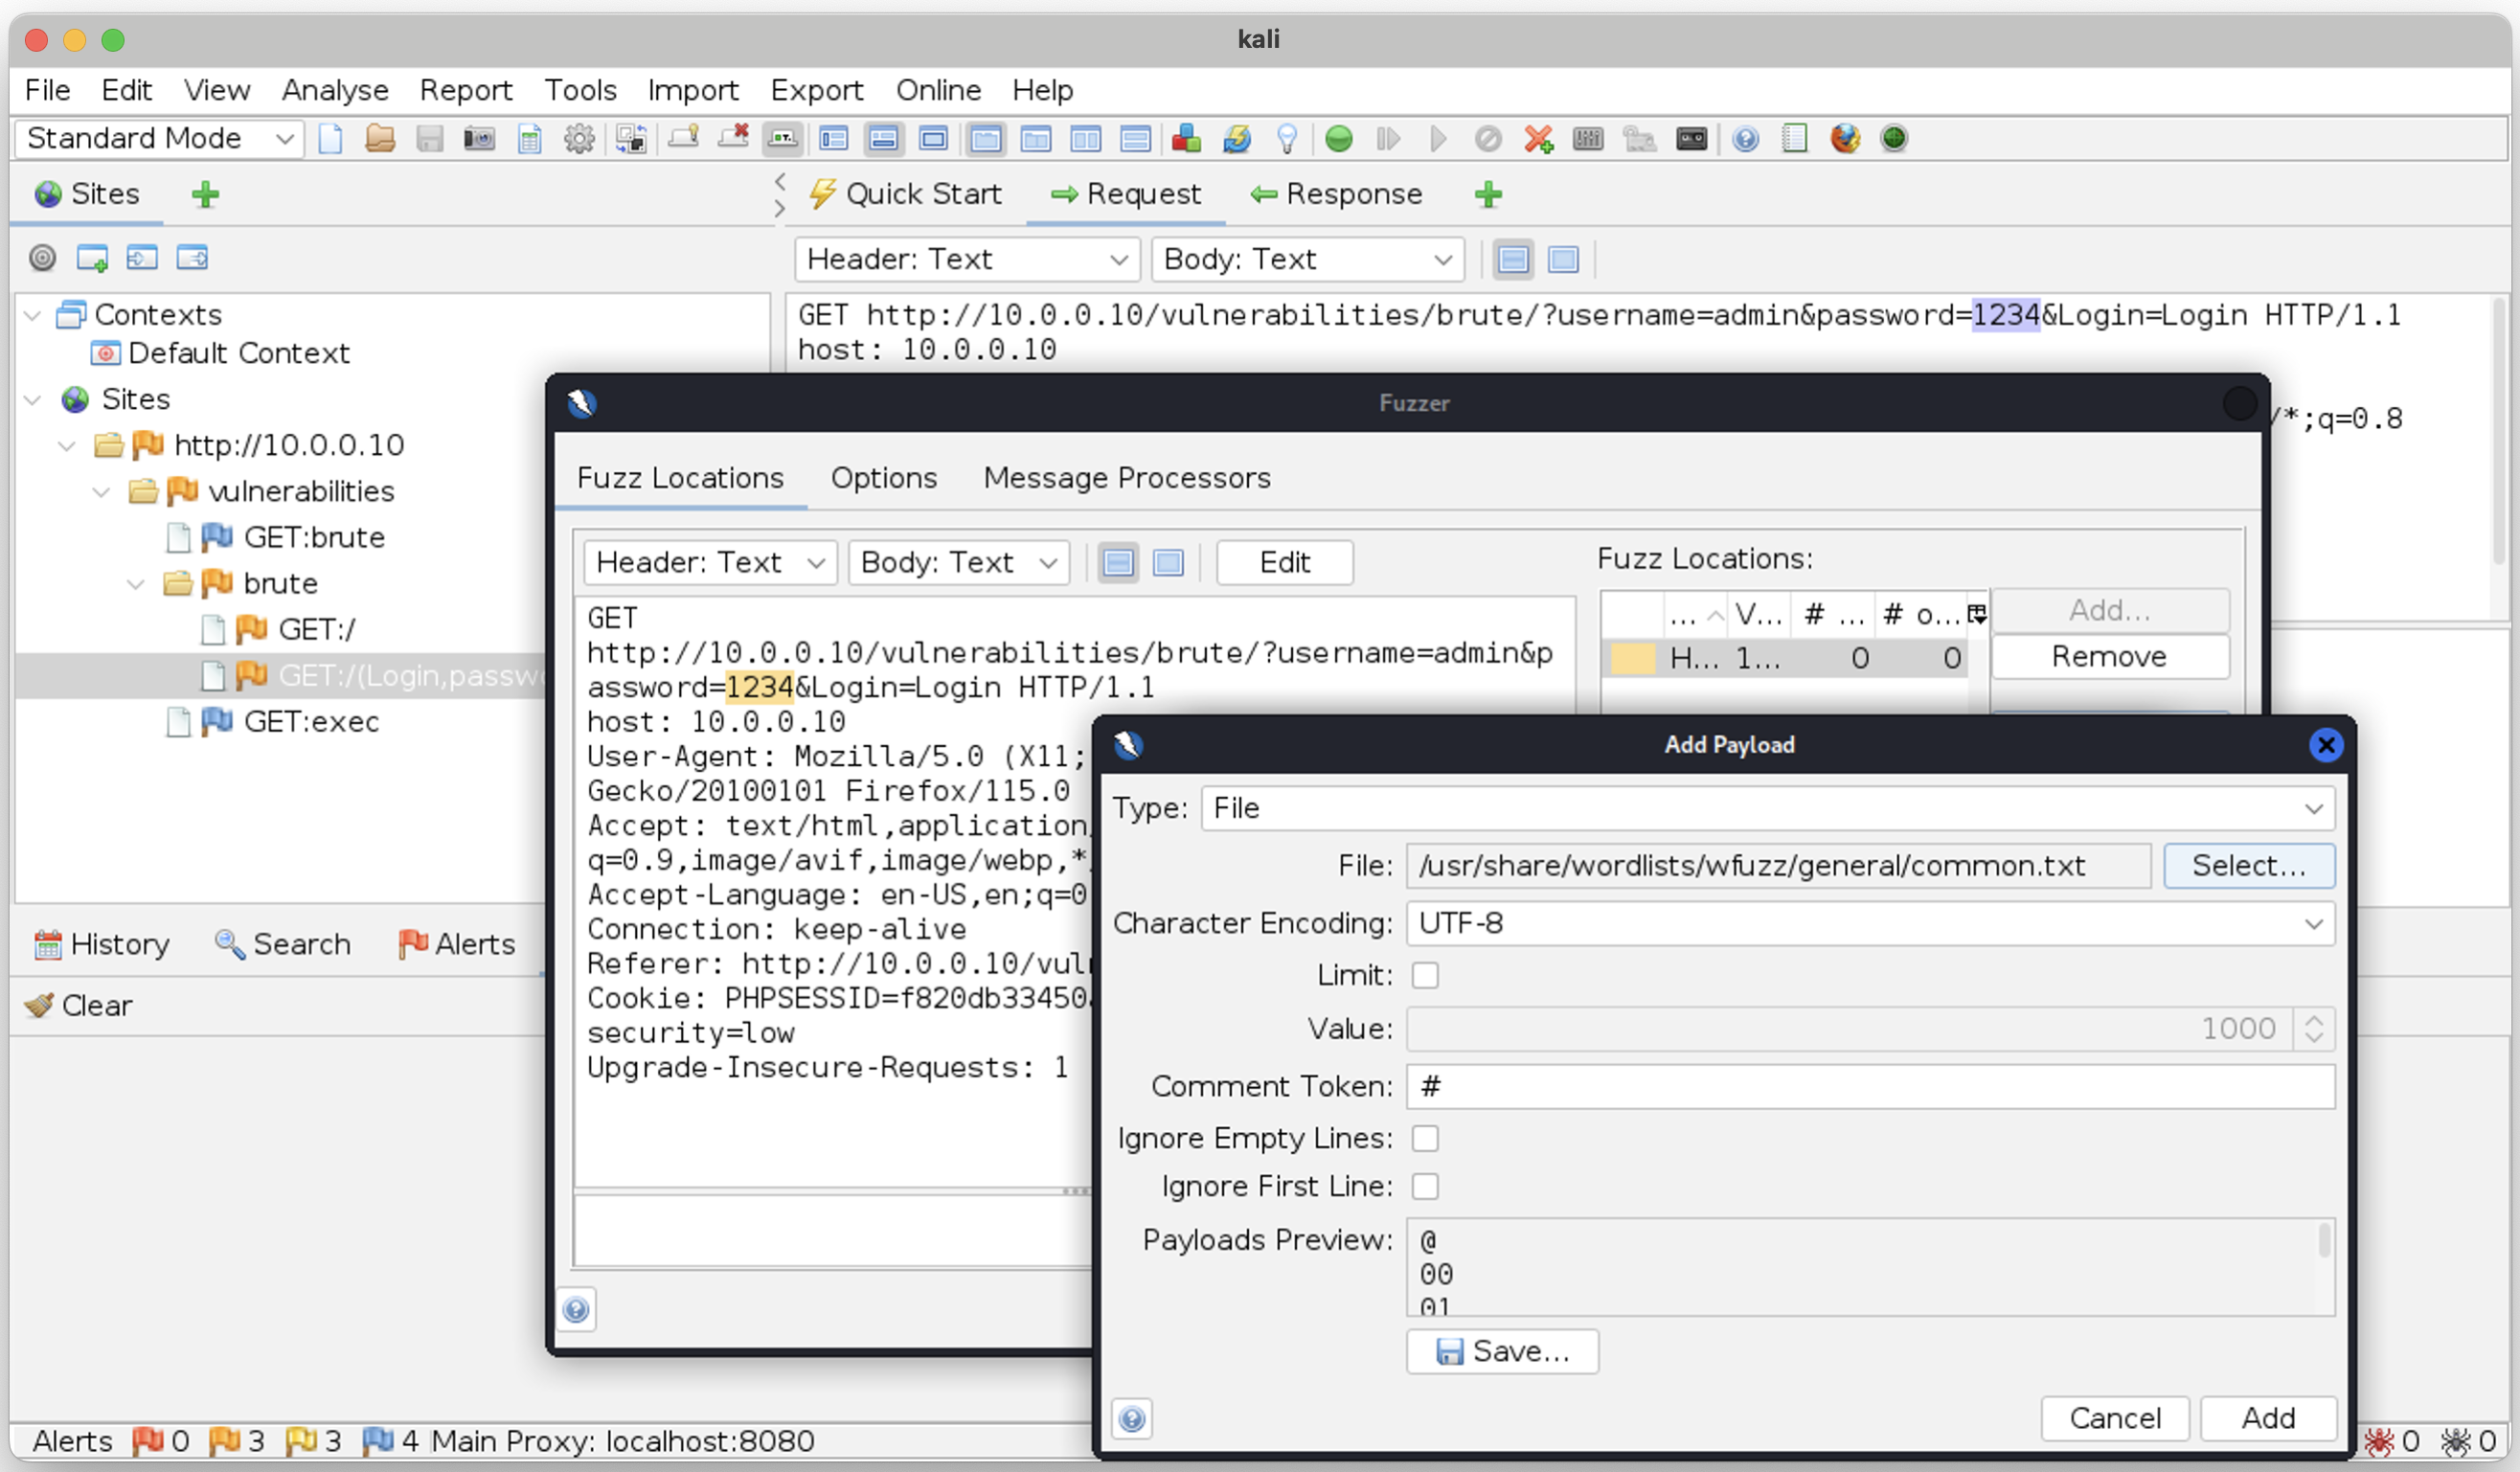 kali
File Edit View Analyse Report Tools Import Export Online Help
Standard Mode
Sites
Quick Start Request Response
Header: Text Body: Text
Contexts
Default Context
Sites
http://10.0.0.10
vulnerabilities
GET:brute
brute
GET:/
GET:/(Login,passw
GET:exec
GET http://10.0.0.10/vulnerabilities/brute/?username=admin&password=1234&Login=Login HTTP/1.1
host: 10.0.0.10
/*;q=0.8
History Search Alerts
Clear
Fuzzer
Fuzz Locations Options Message Processors
Header: Text Body: Text Edit
GET
http://10.0.0.10/vulnerabilities/brute/?username=admin&p
assword=1234&Login=Login HTTP/1.1
host: 10.0.0.10
User-Agent: Mozilla/5.0 (X11;
Gecko/20100101 Firefox/115.0
Accept: text/html,application
q=0.9,image/avif,image/webp,*
Accept-Language: en-US,en;q=0
Connection: keep-alive
Referer: http://10.0.0.10/vul
Cookie: PHPSESSID=f820db33450
security=low
Upgrade-Insecure-Requests: 1
Fuzz Locations:
... V... # ... # o...
H... 1... 0 0
Add...
Remove
Add Payload
Type: File
File: /usr/share/wordlists/wfuzz/general/common.txt Select...
Character Encoding: UTF-8
Limit:
Value: 1000
Comment Token: #
Ignore Empty Lines:
Ignore First Line:
Payloads Preview: @
00
01
Save...
Cancel Add
Alerts 0 3 3 4 Main Proxy: localhost:8080
0 0